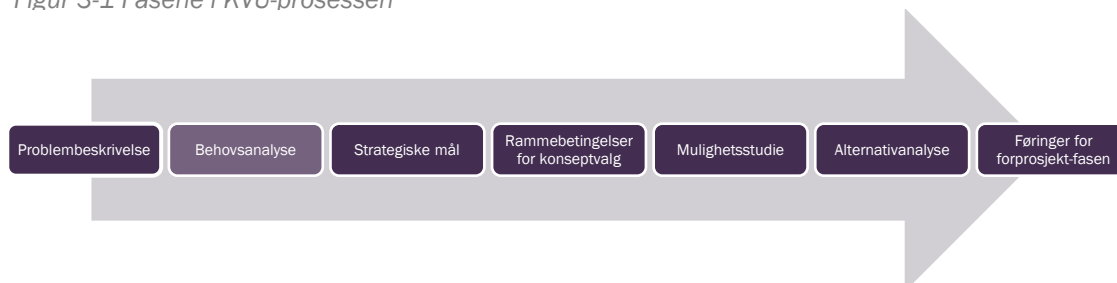 Figur 3-1 Fasene i KVU-prosessen
Problembeskrivelse
Behovsanalyse
Strategiske mål
Rammebetingelser
for konseptvalg
Mulighetsstudie
Alternativanalyse
Føringer for
forprosjekt-fasen